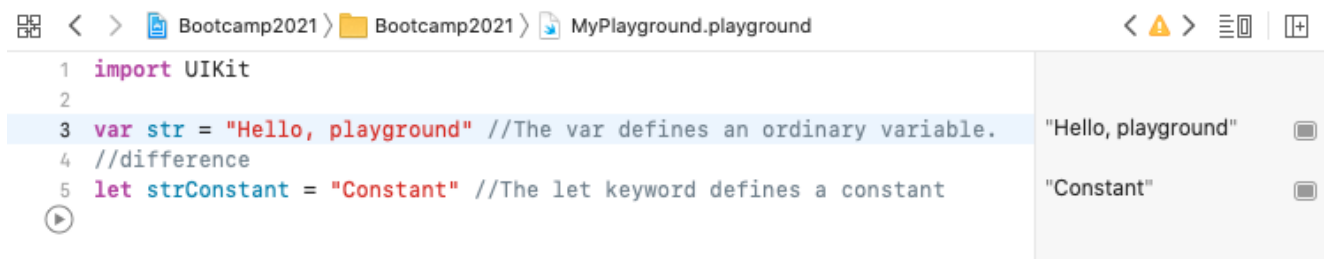 Bootcamp2021 〉 Bootcamp2021 〉 MyPlayground.playground
1 import UIKit
2
3 var str = "Hello, playground" //The var defines an ordinary variable. "Hello, playground"
4 //difference
5 let strConstant = "Constant" //The let keyword defines a constant "Constant"